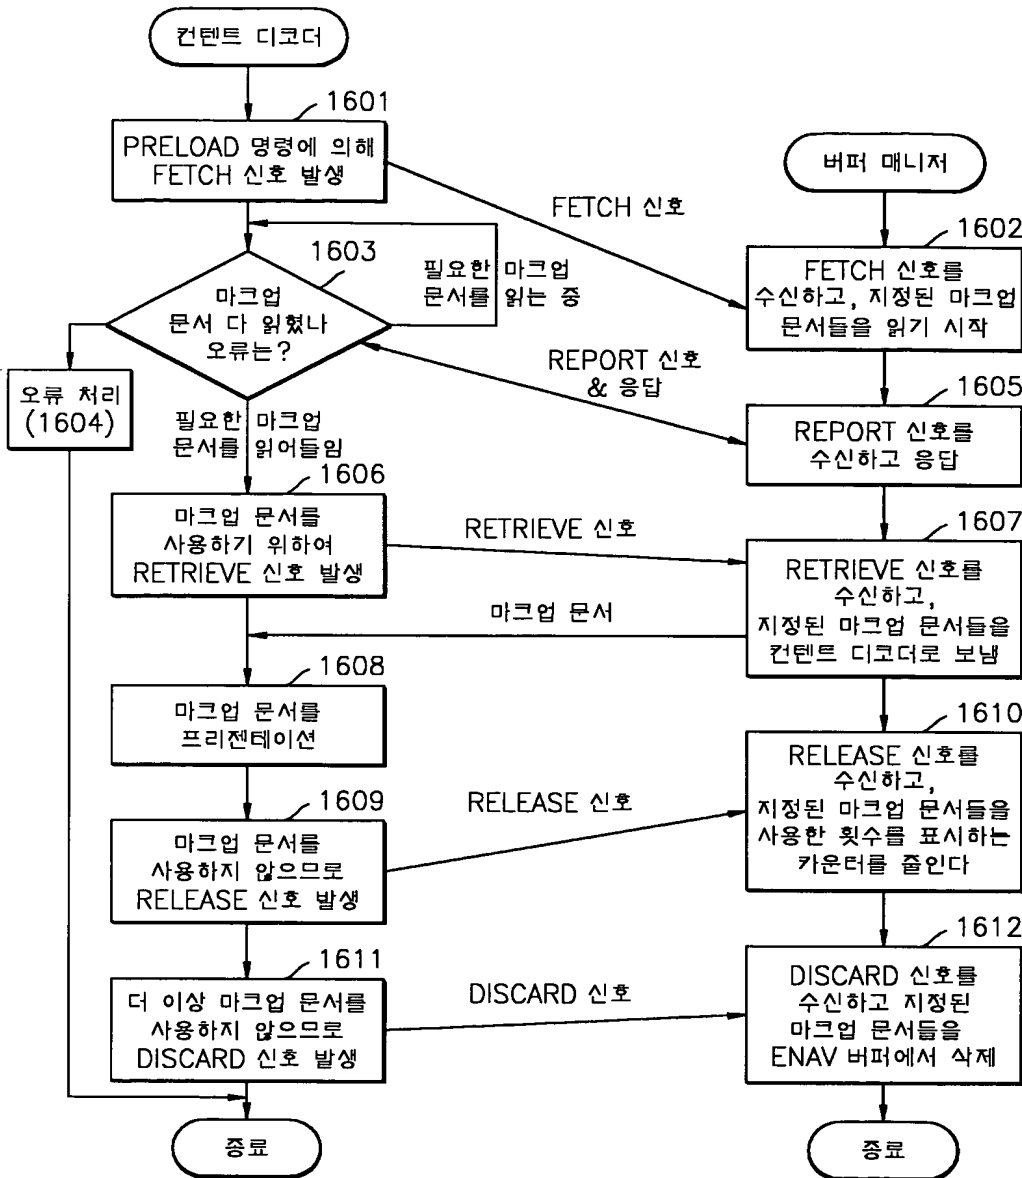 컨텐트 디코더
1601
PRELOAD 명령에 의해
FETCH 신호 발생
버퍼 매니저
FETCH 신호
1602
FETCH 신호를
수신하고, 지정된 마크업
문서들을 읽기 시작
1603
마크업
문서 다 읽혔나
오류는?
필요한 마크업
문서를 읽는 중
REPORT 신호
& 응답
오류 처리
(1604)
1605
REPORT 신호를
수신하고 응답
필요한 마크업
문서를 읽어들임
1606
마크업 문서를
사용하기 위하여
RETRIEVE 신호 발생
RETRIEVE 신호
1607
RETRIEVE 신호를
수신하고,
지정된 마크업 문서들을
컨텐트 디코더로 보냄
마크업 문서
1608
마크업 문서를
프리젠테이션
1609
마크업 문서를
사용하지 않으므로
RELEASE 신호 발생
RELEASE 신호
1610
RELEASE 신호를
수신하고,
지정된 마크업 문서들을
사용한 횟수를 표시하는
카운터를 줄인다
1611
더 이상 마크업 문서를
사용하지 않으므로
DISCARD 신호 발생
DISCARD 신호
1612
DISCARD 신호를
수신하고 지정된
마크업 문서들을
ENAV 버퍼에서 삭제
종료
종료